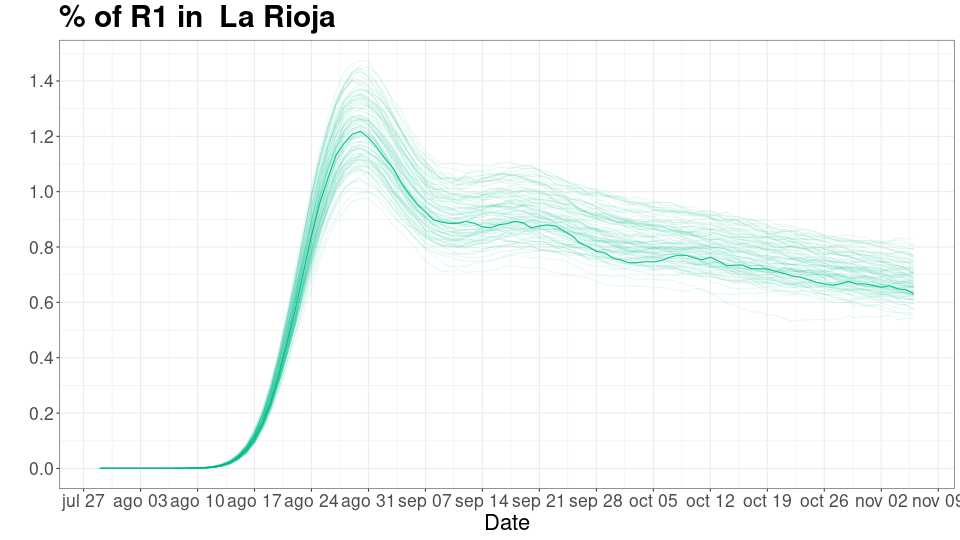 % of R1 in  La Rioja
1.4
1.2
1.0
0.8
0.6
0.4
0.2
0.0
jul 27 ago 03 ago 10 ago 17 ago 24 ago 31 sep 07 sep 14 sep 21 sep 28 oct 05 oct 12 oct 19 oct 26 nov 02 nov 09
Date